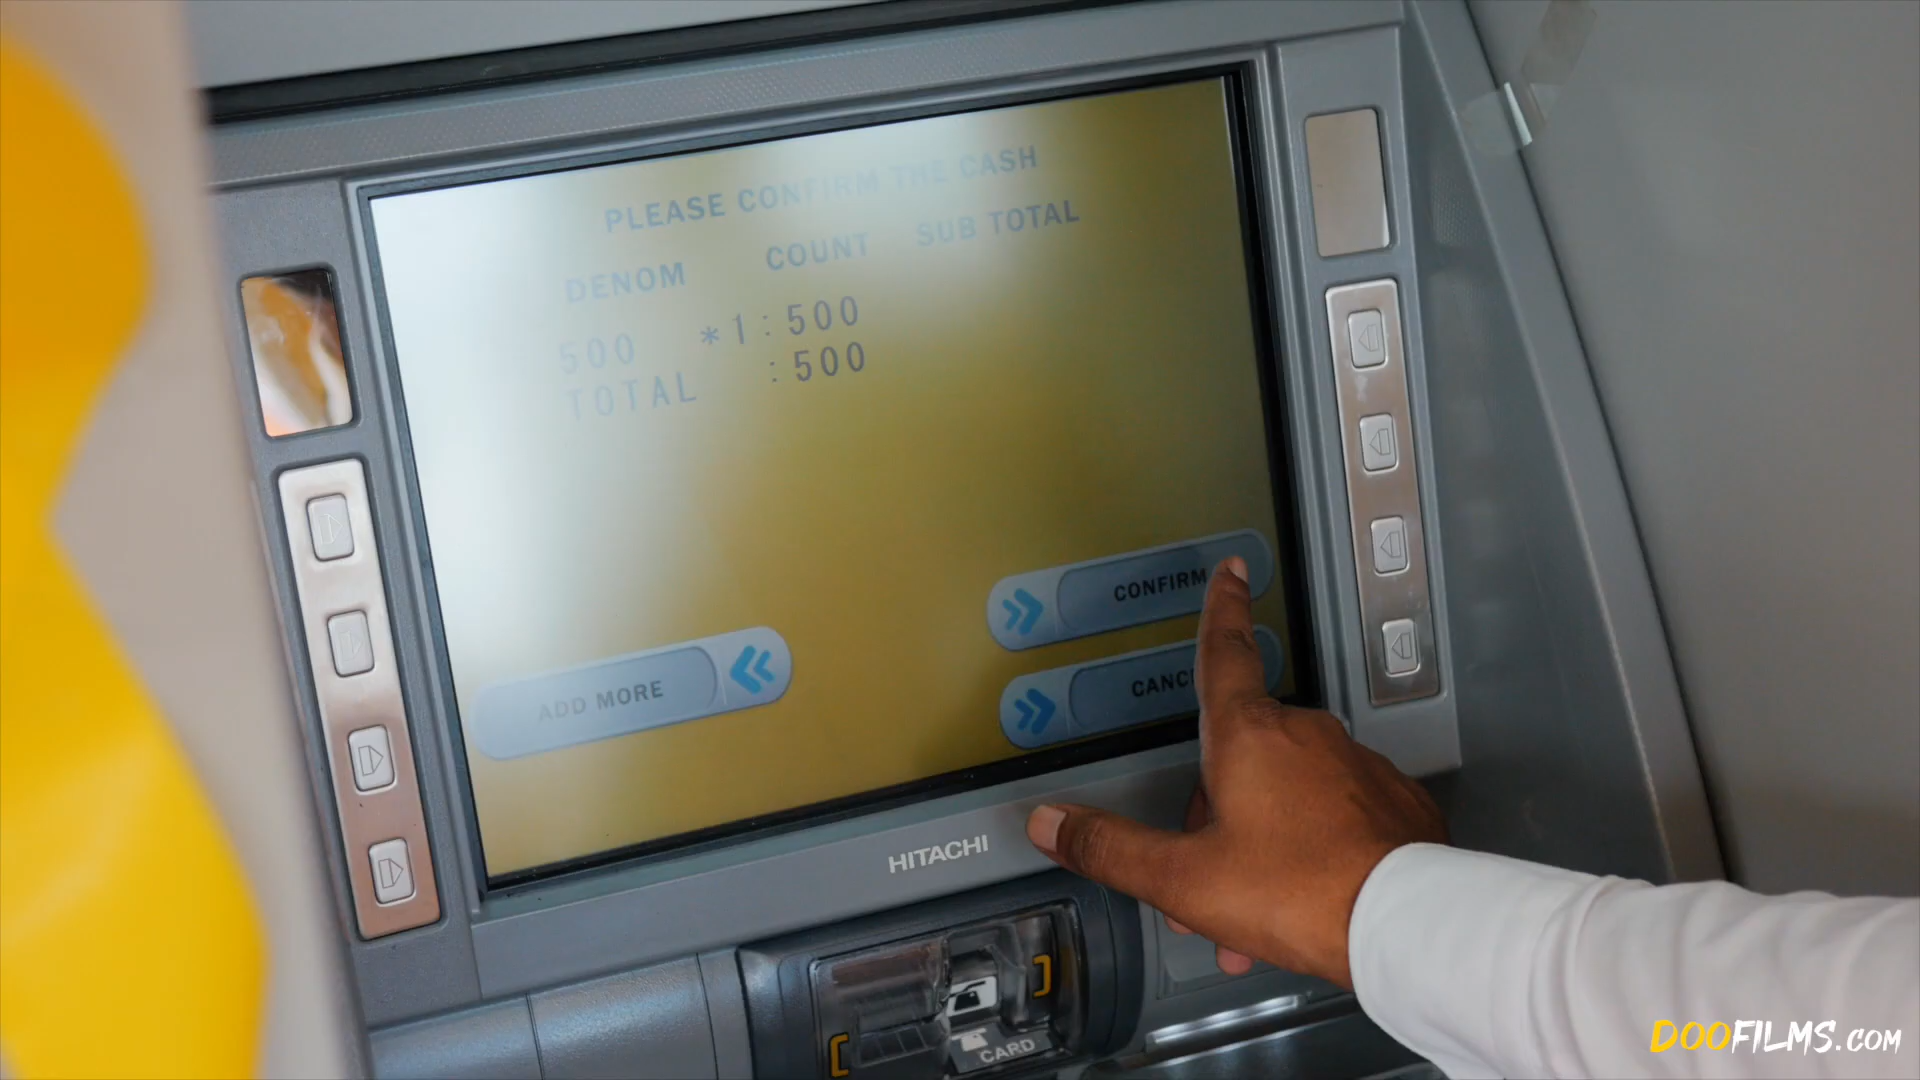 PLEASE CONFIRM THE CASH
DENOM COUNT SUB TOTAL
500 *1:500
TOTAL :500
CONFIRM
ADD MORE
HITACHI
CARD
DOOFILMS.COM